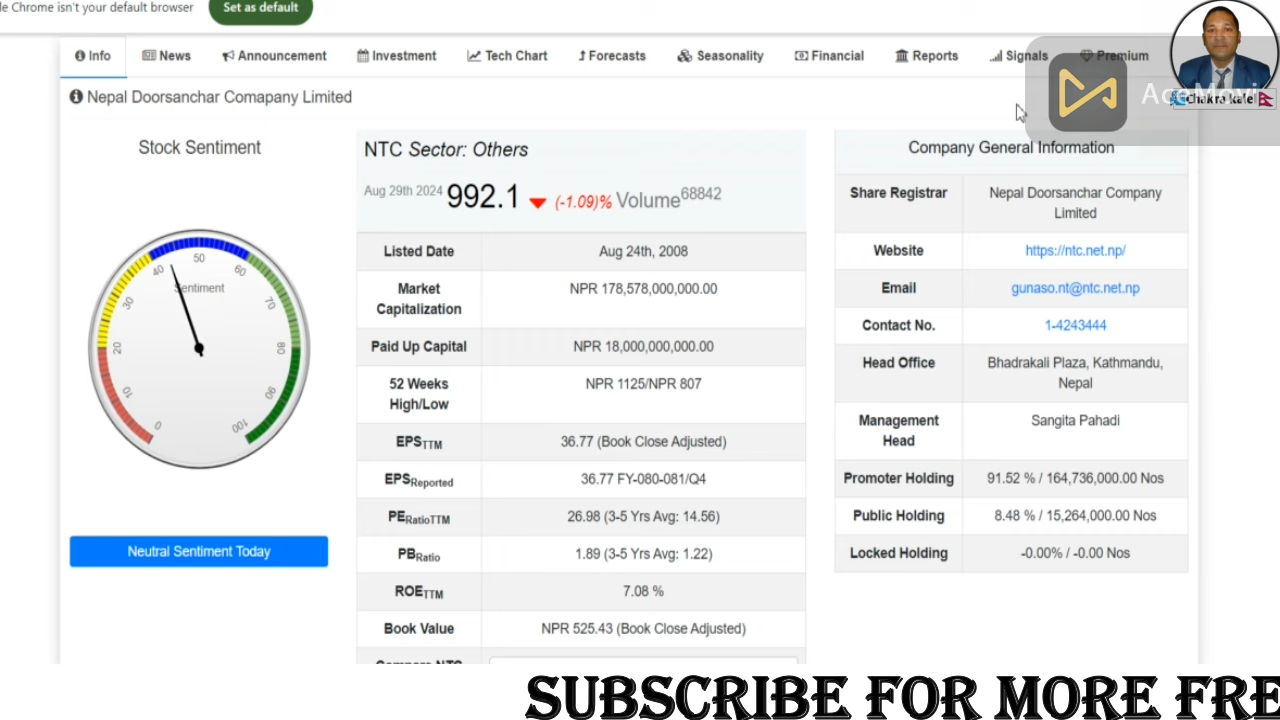 le Chrome isn't your default browser
Set as default
Info
News
Announcement
Investment
Tech Chart
Forecasts
Seasonality
Financial
Reports
Signals
Premium
Chakra kafel
Nepal Doorsanchar Comapany Limited
Stock Sentiment
0
10
20
30
40
50
60
70
80
90
100
Sentiment
Neutral Sentiment Today
NTC Sector: Others
Aug 29th 2024 992.1 (-1.09)% Volume 68842
Listed Date Aug 24th, 2008
Market Capitalization NPR 178,578,000,000.00
Paid Up Capital NPR 18,000,000,000.00
52 Weeks High/Low NPR 1125/NPR 807
EPSTTM 36.77 (Book Close Adjusted)
EPSReported 36.77 FY-080-081/Q4
PERatioTTM 26.98 (3-5 Yrs Avg: 14.56)
PBRatio 1.89 (3-5 Yrs Avg: 1.22)
ROETTM 7.08 %
Book Value NPR 525.43 (Book Close Adjusted)
Company General Information
Share Registrar Nepal Doorsanchar Company Limited
Website https://ntc.net.np/
Email gunaso.nt@ntc.net.np
Contact No. 1-4243444
Head Office Bhadrakali Plaza, Kathmandu, Nepal
Management Head Sangita Pahadi
Promoter Holding 91.52 % / 164,736,000.00 Nos
Public Holding 8.48 % / 15,264,000.00 Nos
Locked Holding -0.00% / -0.00 Nos
SUBSCRIBE FOR MORE FRE